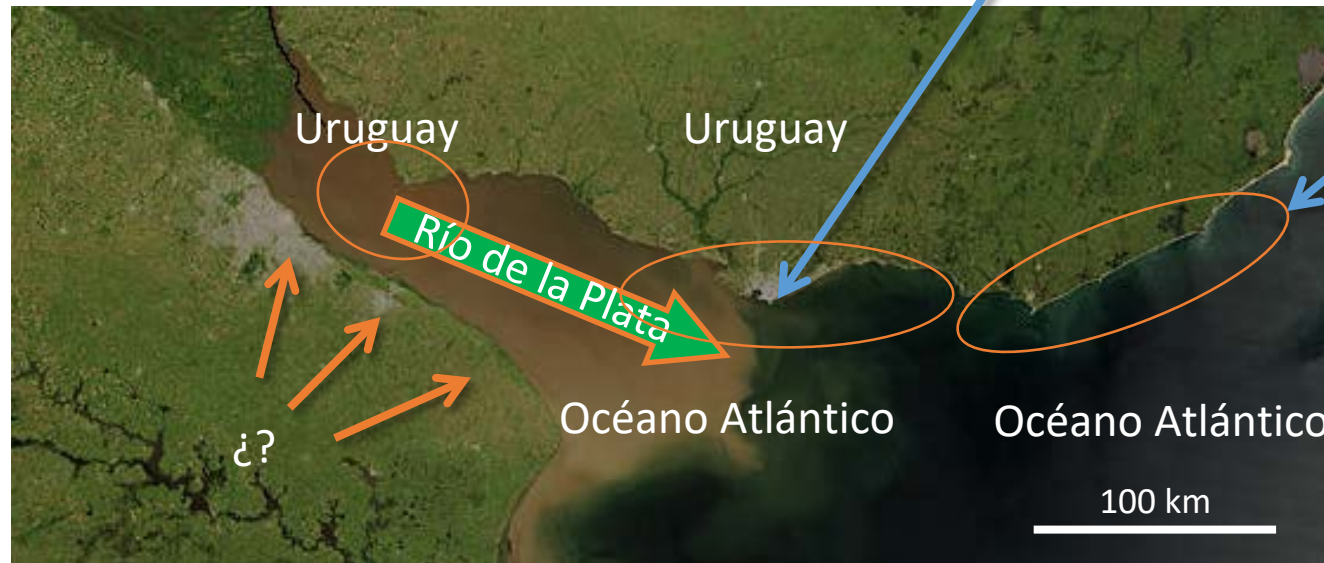 Uruguay
Uruguay
Río de la Plata
Océano Atlántico
Océano Atlántico
¿?
100 km